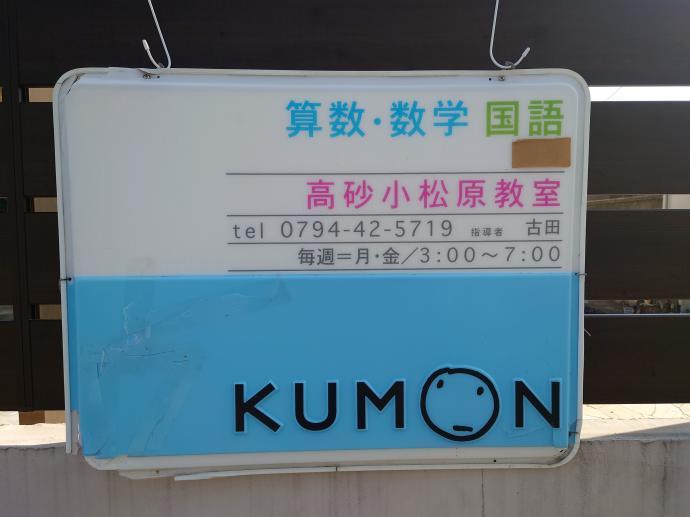 算数・数学 国語
高砂小松原教室
tel 0794-42-5719 指導者 古田
毎週＝月・金／3:00～7:00
KUMON